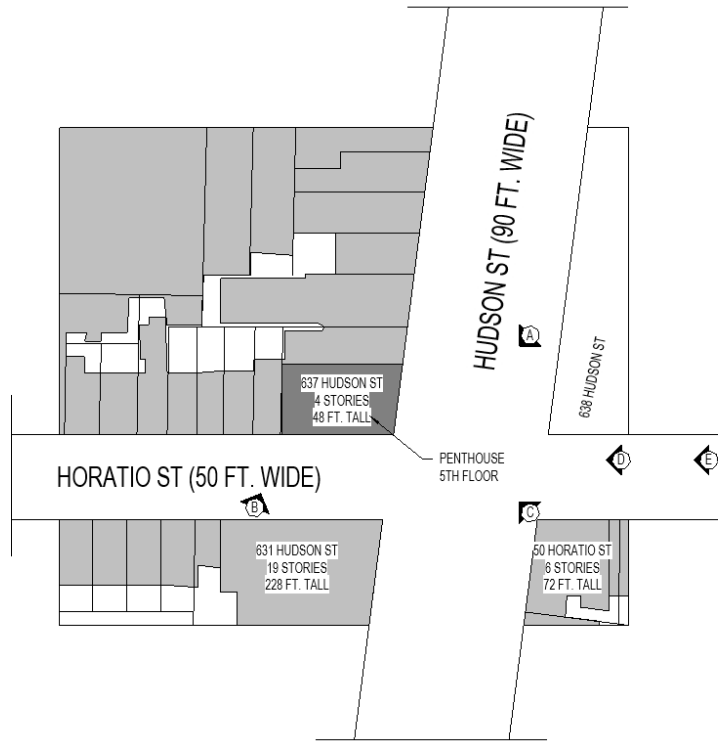 HUDSON ST (90 FT. WIDE)
A
638 HUDSON ST
637 HUDSON ST
4 STORIES
48 FT. TALL
PENTHOUSE
5TH FLOOR
D
E
HORATIO ST (50 FT. WIDE)
B
C
631 HUDSON ST
19 STORIES
228 FT. TALL
50 HORATIO ST
6 STORIES
72 FT. TALL